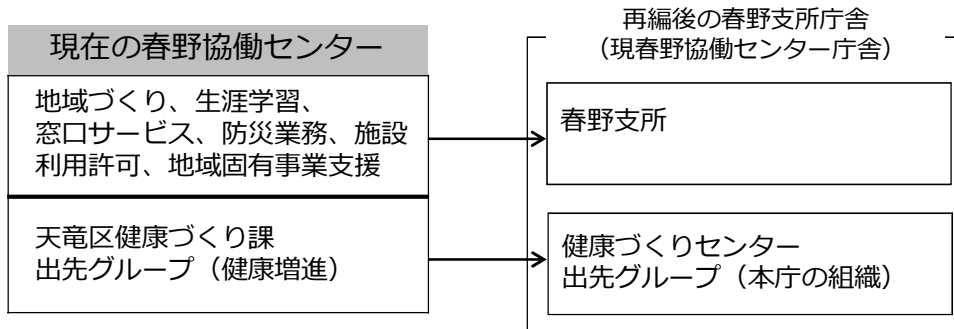 再編後の春野支所庁舎
（現春野協働センター庁舎）
現在の春野協働センター
地域づくり、生涯学習、
窓口サービス、防災業務、施設
利用許可、地域固有事業支援
春野支所
天竜区健康づくり課
出先グループ（健康増進）
健康づくりセンター
出先グループ（本庁の組織）